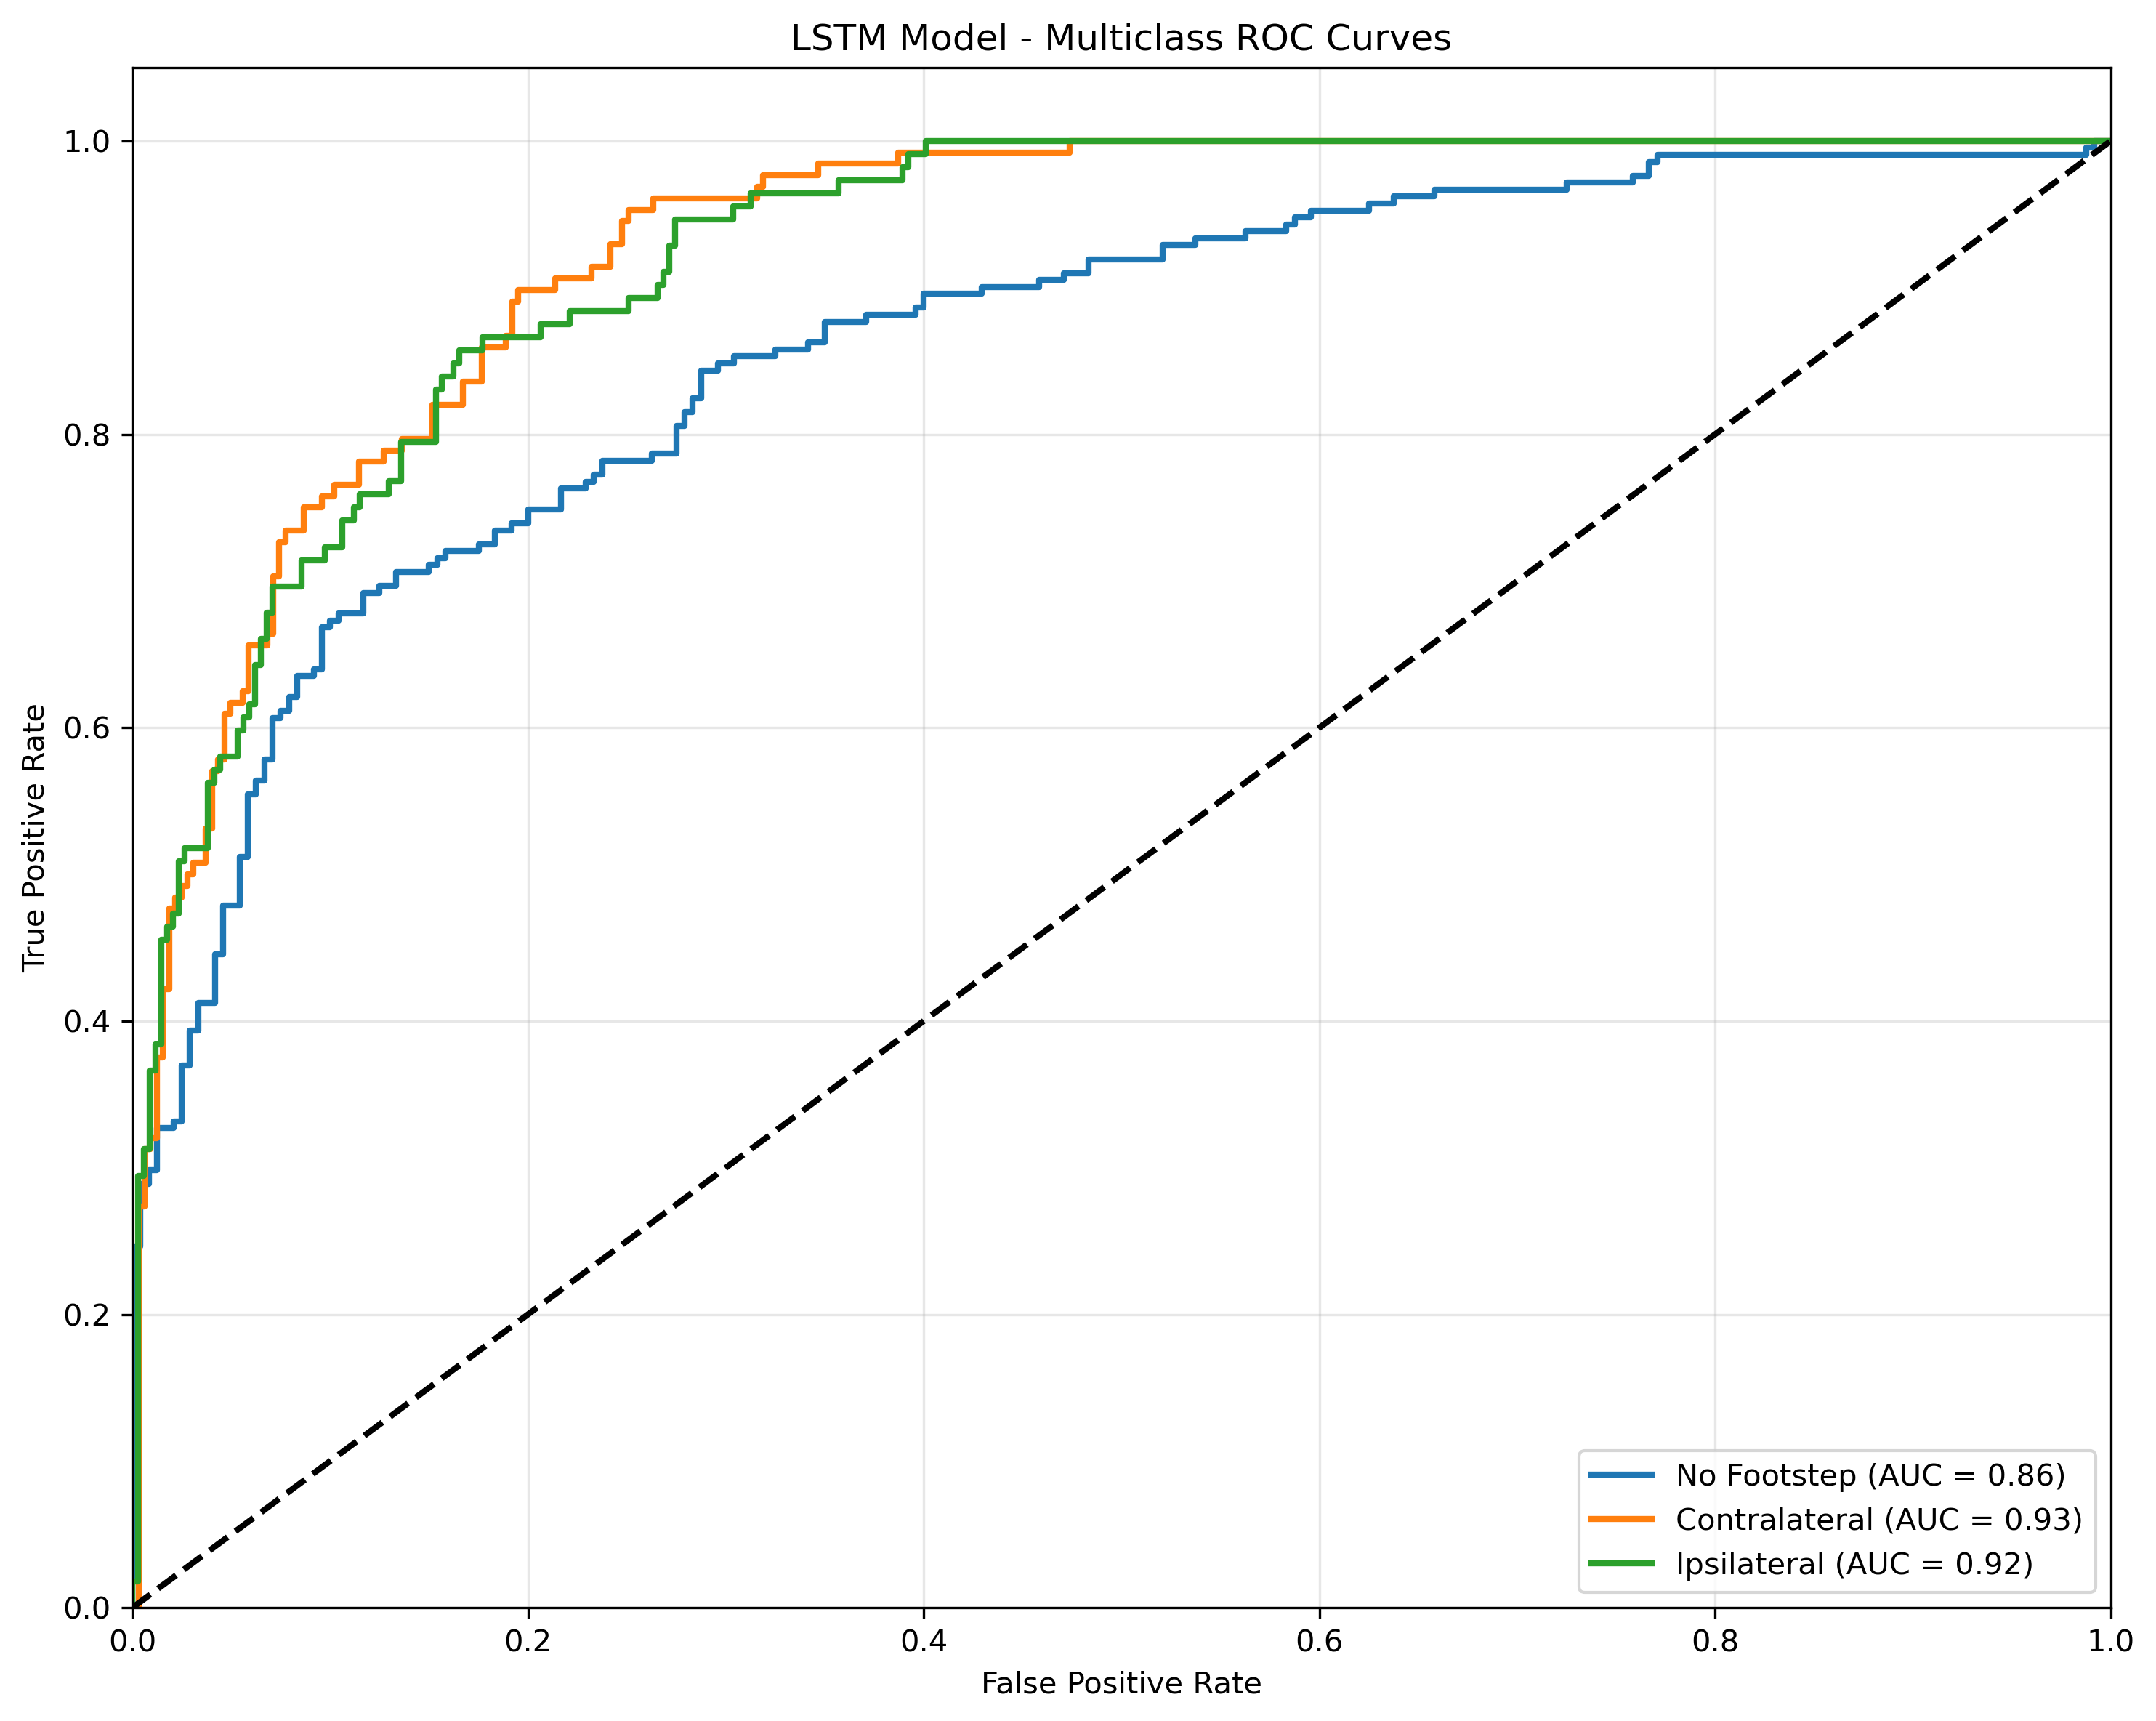 LSTM Model - Multiclass ROC Curves
True Positive Rate
1.0
0.8
0.6
0.4
0.2
0.0
0.0 0.2 0.4 0.6 0.8 1.0
False Positive Rate
No Footstep (AUC = 0.86)
Contralateral (AUC = 0.93)
Ipsilateral (AUC = 0.92)